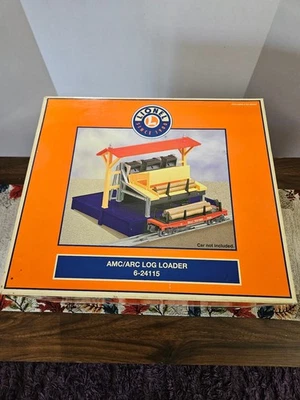 LIONEL
L
SINCE 1900
Car not included.
AMC/ARC LOG LOADER
6-24115